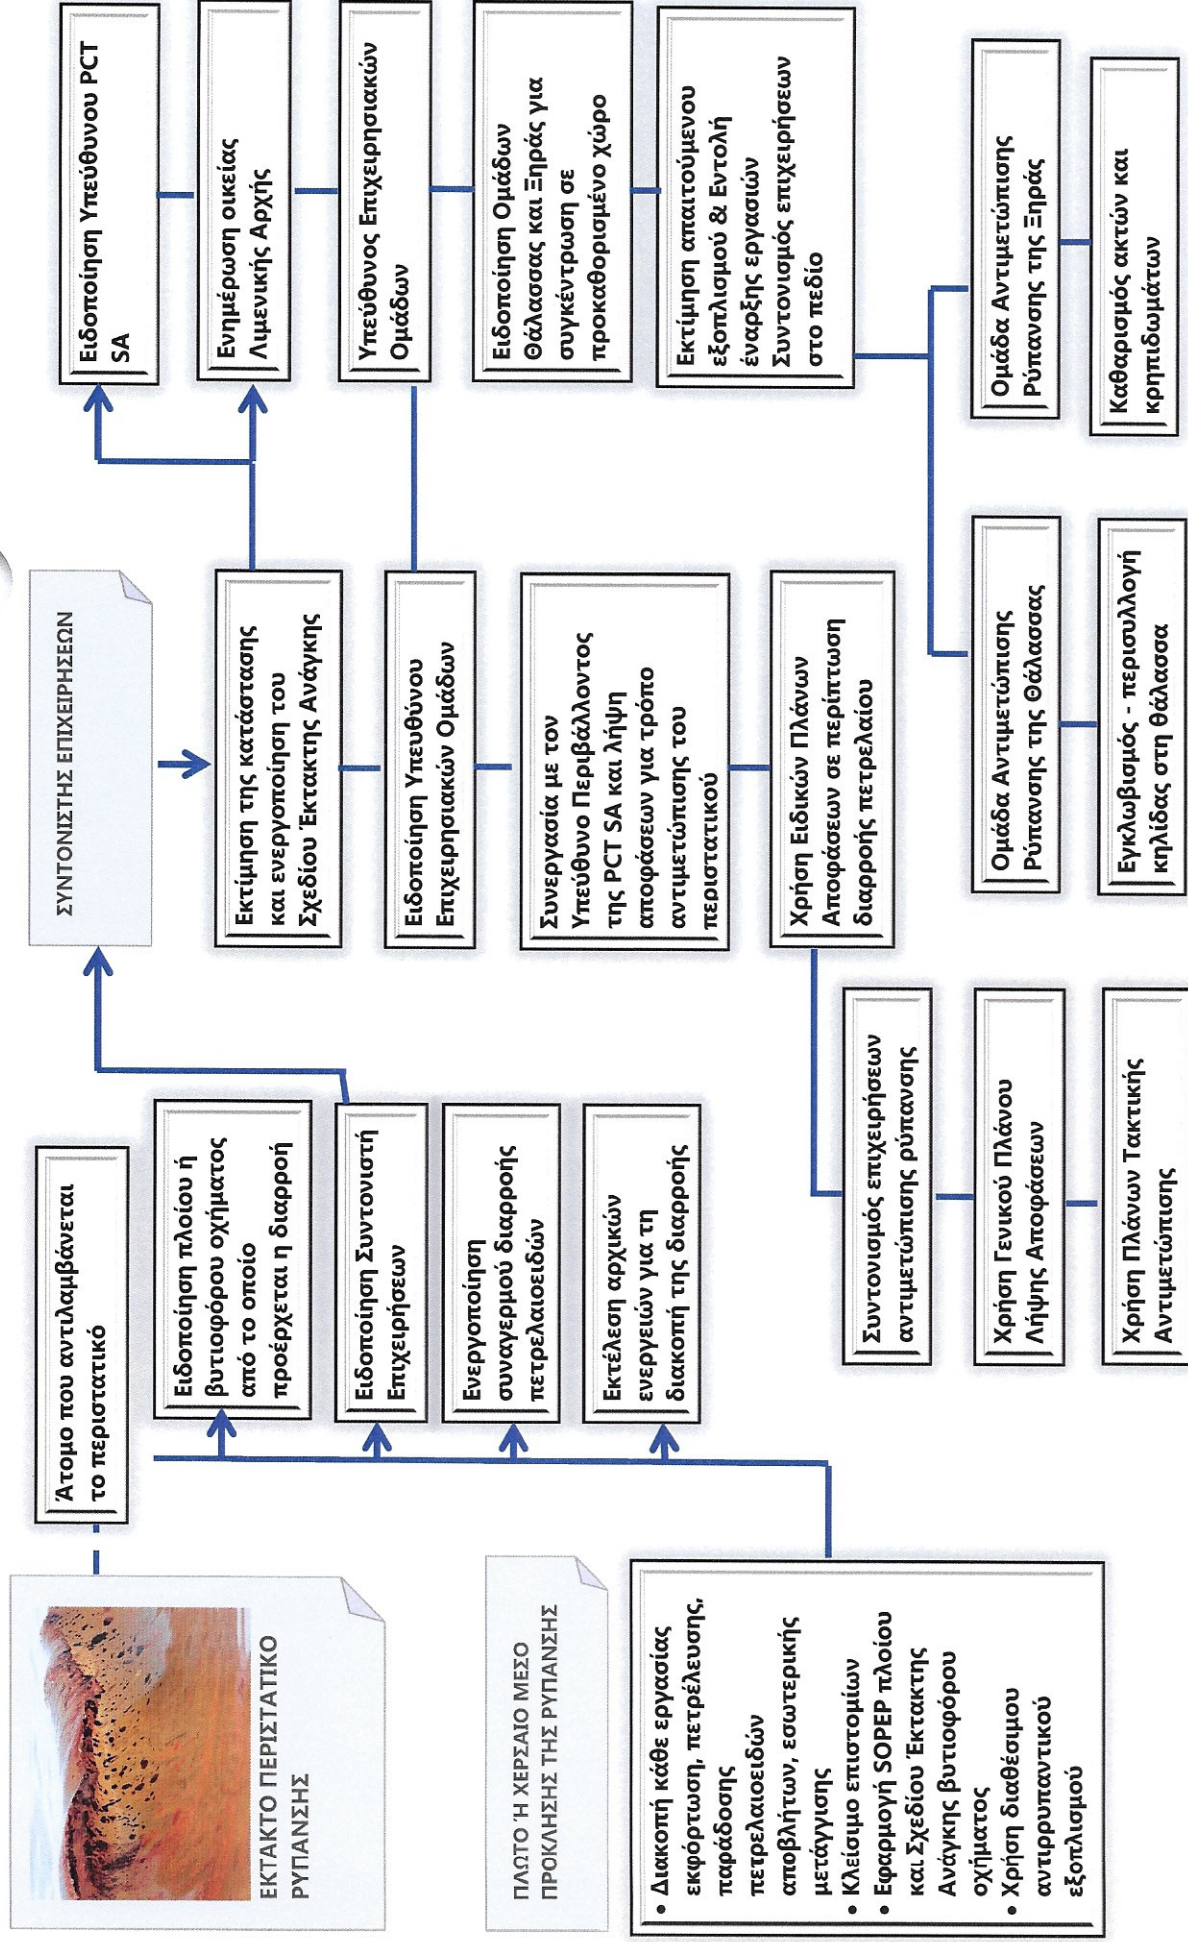 ΕΚΤΑΚΤΟ ΠΕΡΙΣΤΑΤΙΚΟ
ΡΥΠΑΝΣΗΣ
ΠΛΩΤΟ Ή ΧΕΡΣΑΙΟ ΜΕΣΟ
ΠΡΟΚΛΗΣΗΣ ΤΗΣ ΡΥΠΑΝΣΗΣ
• Διακοπή κάθε εργασίας
εκφόρτωση, πετρέλευσης,
παράδοσης
πετρελαιοειδών
αποβλήτων, εσωτερικής
μετάγγισης
• Κλείσιμο επιστομίων
• Εφαρμογή SOPEP πλοίου
και Σχεδίου Έκτακτης
Ανάγκης βυτιοφόρου
οχήματος
• Χρήση διαθέσιμου
αντιρρυπαντικού
εξοπλισμού
Άτομο που αντιλαμβάνεται
το περιστατικό
Ειδοποίηση πλοίου ή
βυτιοφόρου οχήματος
από το οποίο
προέρχεται η διαρροή
Ειδοποίηση Συντονιστή
Επιχειρήσεων
Ενεργοποίηση
συναγερμού διαρροής
πετρελαιοειδών
Εκτέλεση αρχικών
ενεργειών για τη
διακοπή της διαρροής
ΣΥΝΤΟΝΙΣΤΗΣ ΕΠΙΧΕΙΡΗΣΕΩΝ
Εκτίμηση της κατάστασης
και ενεργοποίηση του
Σχεδίου Έκτακτης Ανάγκης
Ειδοποίηση Υπευθύνου
Επιχειρησιακών Ομάδων
Συνεργασία με τον
Υπεύθυνο Περιβάλλοντος
της PCT SA και λήψη
αποφάσεων για τρόπο
αντιμετώπισης του
περιστατικού
Χρήση Ειδικών Πλάνων
Αποφάσεων σε περίπτωση
διαρροής πετρελαίου
Συντονισμός επιχειρήσεων
αντιμετώπισης ρύπανσης
Χρήση Γενικού Πλάνου
Λήψης Αποφάσεων
Χρήση Πλάνων Τακτικής
Αντιμετώπισης
Ειδοποίηση Υπεύθυνου PCT
SA
Ενημέρωση οικείας
Λιμενικής Αρχής
Υπεύθυνος Επιχειρησιακών
Ομάδων
Ειδοποίηση Ομάδων
Θάλασσας και Ξηράς για
συγκέντρωση σε
προκαθορισμένο χώρο
Εκτίμηση απαιτούμενου
εξοπλισμού & Εντολή
έναρξης εργασιών
Συντονισμός επιχειρήσεων
στο πεδίο
Ομάδα Αντιμετώπισης
Ρύπανσης της Θάλασσας
Εγκλωβισμός - περισυλλογή
κηλίδας στη θάλασσα
Ομάδα Αντιμετώπισης
Ρύπανσης της Ξηράς
Καθαρισμός ακτών και
κρηπιδωμάτων